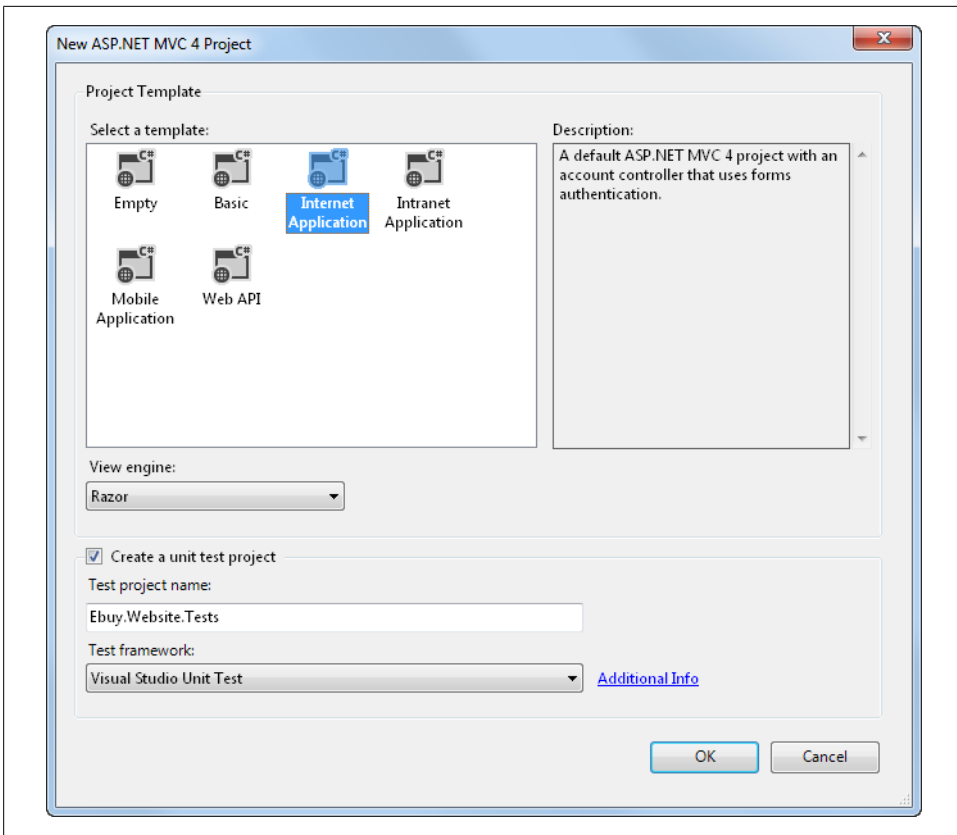 New ASP.NET MVC 4 Project
Project Template
Select a template:
C#
Empty
C#
Basic
C#
Internet
Application
C#
Intranet
Application
C#
Mobile
Application
C#
Web API
Description:
A default ASP.NET MVC 4 project with an
account controller that uses forms
authentication.
View engine:
Razor
Create a unit test project
Test project name:
Ebuy.Website.Tests
Test framework:
Visual Studio Unit Test
Additional Info
OK
Cancel